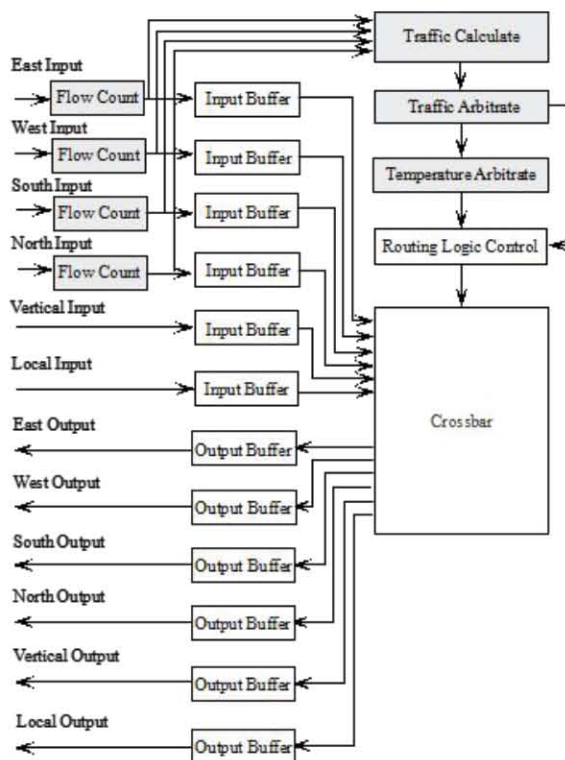 Traffic Calculate
East Input
Flow Count
Input Buffer
Traffic Arbitrate
West Input
Flow Count
Input Buffer
Temperature Arbitrate
South Input
Flow Count
Input Buffer
Routing Logic Control
North Input
Flow Count
Input Buffer
Vertical Input
Input Buffer
Local Input
Input Buffer
Crossbar
East Output
Output Buffer
West Output
Output Buffer
South Output
Output Buffer
North Output
Output Buffer
Vertical Output
Output Buffer
Local Output
Output Buffer